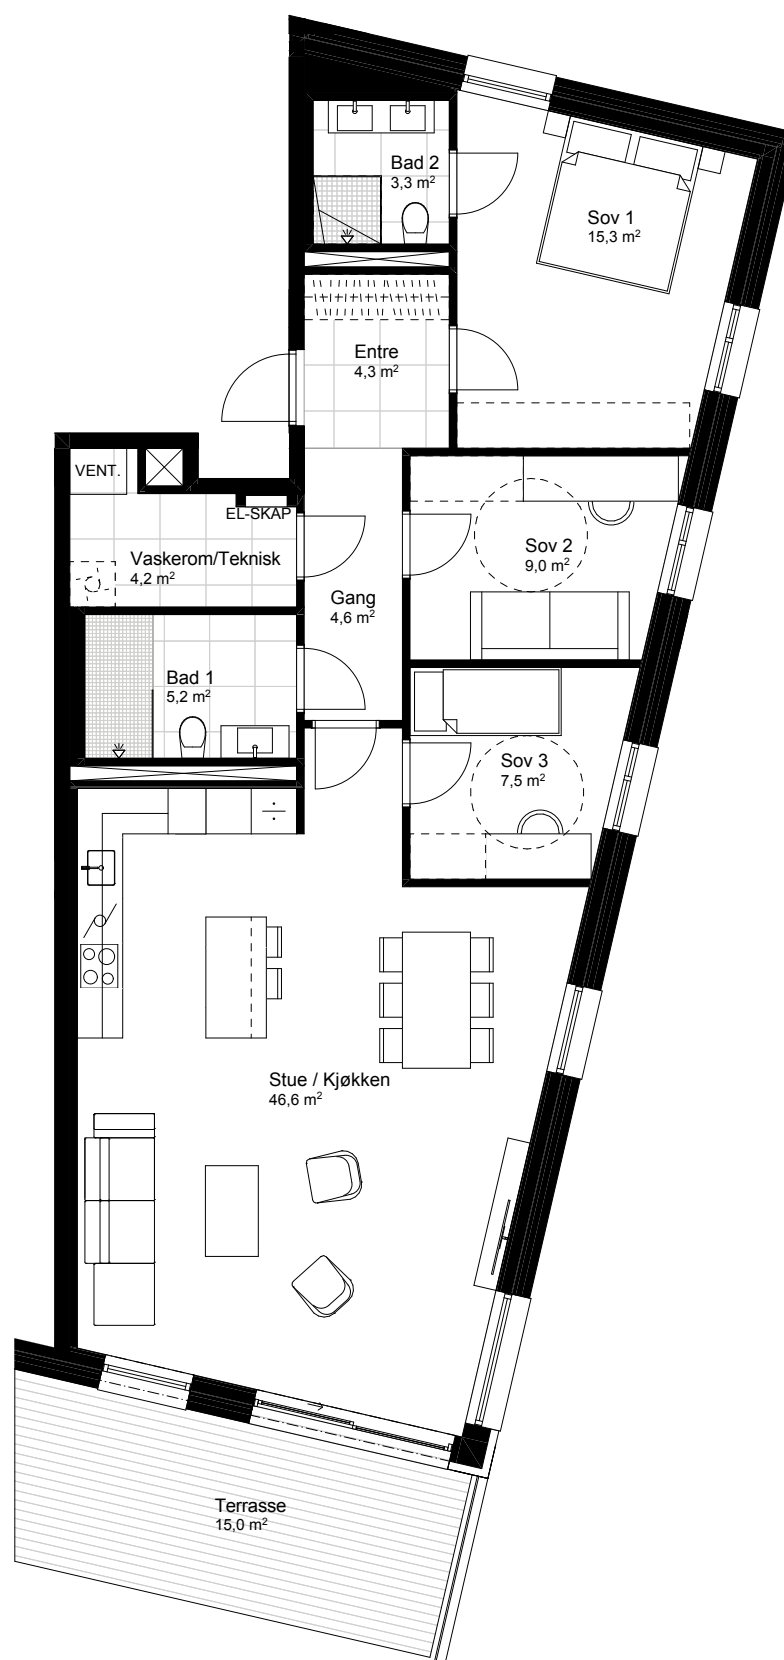 Bad 2
3,3 m²
Sov 1
15,3 m²
Entre
4,3 m²
VENT.
EL-SKAP
Vaskerom/Teknisk
4,2 m²
Sov 2
9,0 m²
Gang
4,6 m²
Bad 1
5,2 m²
Sov 3
7,5 m²
Stue / Kjøkken
46,6 m²
Terrasse
15,0 m²